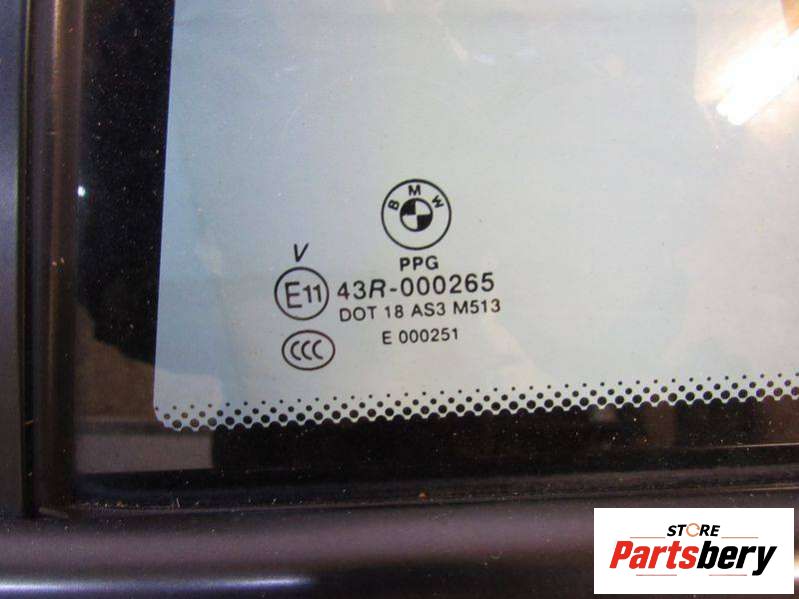 BMW
PPG
V
E11 43R-000265
DOT 18 AS3 M513
E 000251
CCC
STORE
Partsbery